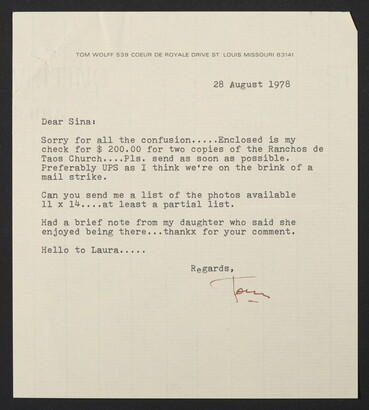 TOM WOLFF 539 COEUR DE ROYALE DRIVE ST. LOUIS MISSOURI 63141
28 August 1978
Dear Sina:
Sorry for all the confusion.....Enclosed is my
check for $ 200.00 for two copies of the Ranchos de
Taos Church....Pls. send as soon as possible.
Preferably UPS as I think we're on the brink of a
mail strike.
Can you send me a list of the photos available
11 x 14....at least a partial list.
Had a brief note from my daughter who said she
enjoyed being there...thankx for your comment.
Hello to Laura.....
Regards,
Tom